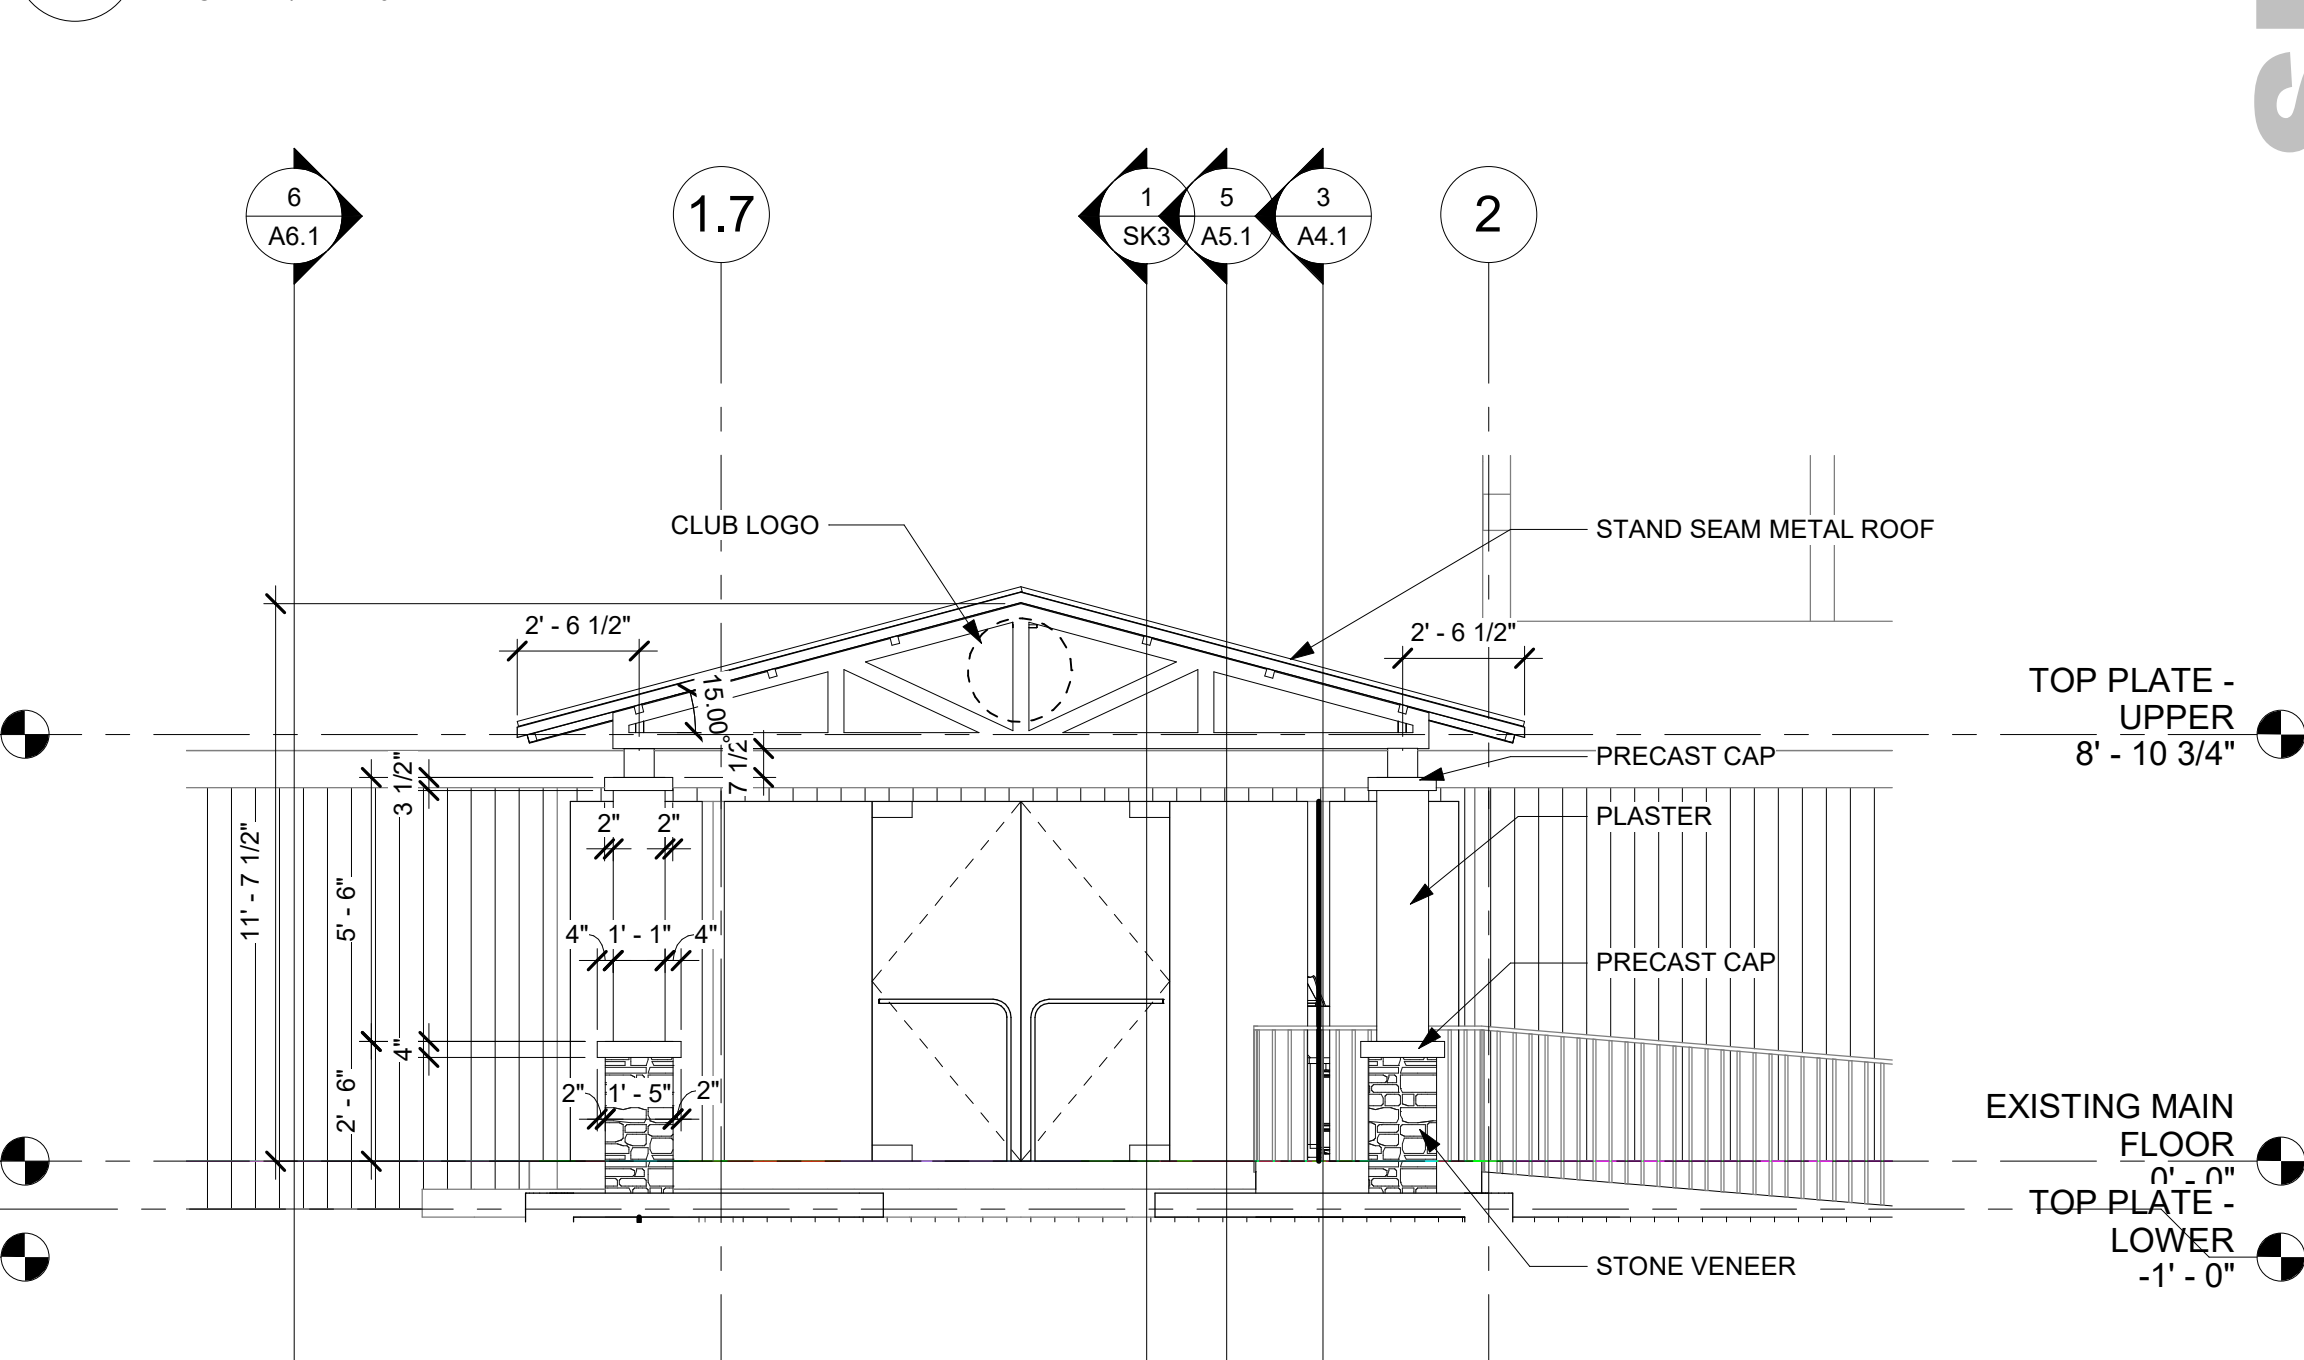 6
A6.1
1.7
1
SK3
5
A5.1
3
A4.1
2
CLUB LOGO
STAND SEAM METAL ROOF
2' - 6 1/2"
2' - 6 1/2"
15.00°
7 1/2"
TOP PLATE -
UPPER
8' - 10 3/4"
PRECAST CAP
3 1/2"
PLASTER
2"
2"
11' - 7 1/2"
5' - 6"
4"
1' - 1"
4"
PRECAST CAP
4"
2' - 6"
2"
1' - 5"
2"
EXISTING MAIN
FLOOR
0' - 0"
TOP PLATE -
LOWER
-1' - 0"
STONE VENEER